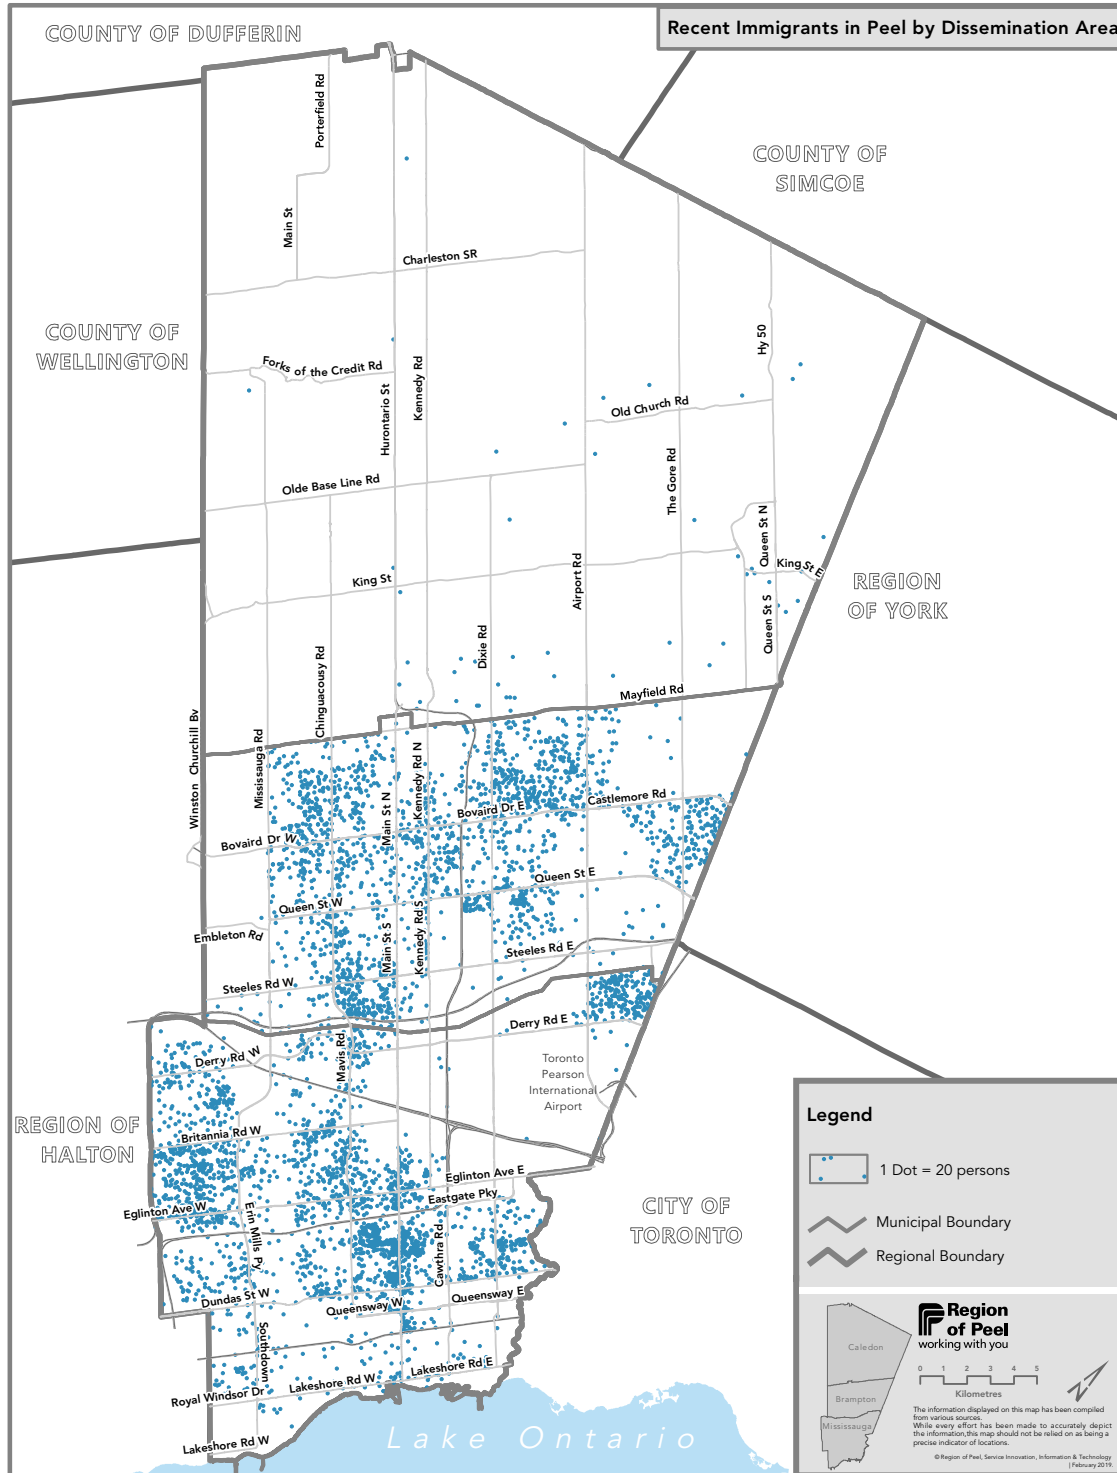 COUNTY OF DUFFERIN
Recent Immigrants in Peel by Dissemination Area
COUNTY OF
SIMCOE
Porterfield Rd
Main St
Charleston SR
COUNTY OF
WELLINGTON
Forks of the Credit Rd
Hurontario St
Kennedy Rd
Hy 50
Old Church Rd
Olde Base Line Rd
The Gore Rd
Queen St N
Airport Rd
King St
King St E
REGION
OF YORK
Queen St S
Dixie Rd
Chinguacousy Rd
Mayfield Rd
Winston Churchill Bv
Mississauga Rd
Kennedy Rd N
Main St N
Castlemore Rd
Bovaird Dr E
Bovaird Dr W
Queen St E
Queen St W
Embleton Rd
Main St S
Kennedy Rd S
Steeles Rd E
Steeles Rd W
Derry Rd E
Derry Rd W
Mavis Rd
Toronto
Pearson
International
Airport
REGION OF
HALTON
Britannia Rd W
Eglinton Ave E
Eastgate Pky
Eglinton Ave W
Erin Mills Py
Cawthra Rd
CITY OF
TORONTO
Dundas St W
Queensway W
Queensway E
Southdown
Lakeshore Rd E
Royal Windsor Dr
Lakeshore Rd W
Lakeshore Rd W
Lake Ontario
Legend
1 Dot = 20 persons
Municipal Boundary
Regional Boundary
Caledon
Brampton
Mississauga
Region
of Peel
working with you
0 1 2 3 4 5
Kilometres
The information displayed on this map has been compiled
from various sources.
While every effort has been made to accurately depict
the information,this map should not be relied on as being a
precise indicator of locations.
© Region of Peel, Service Innovation, Information & Technology
| February 2019.